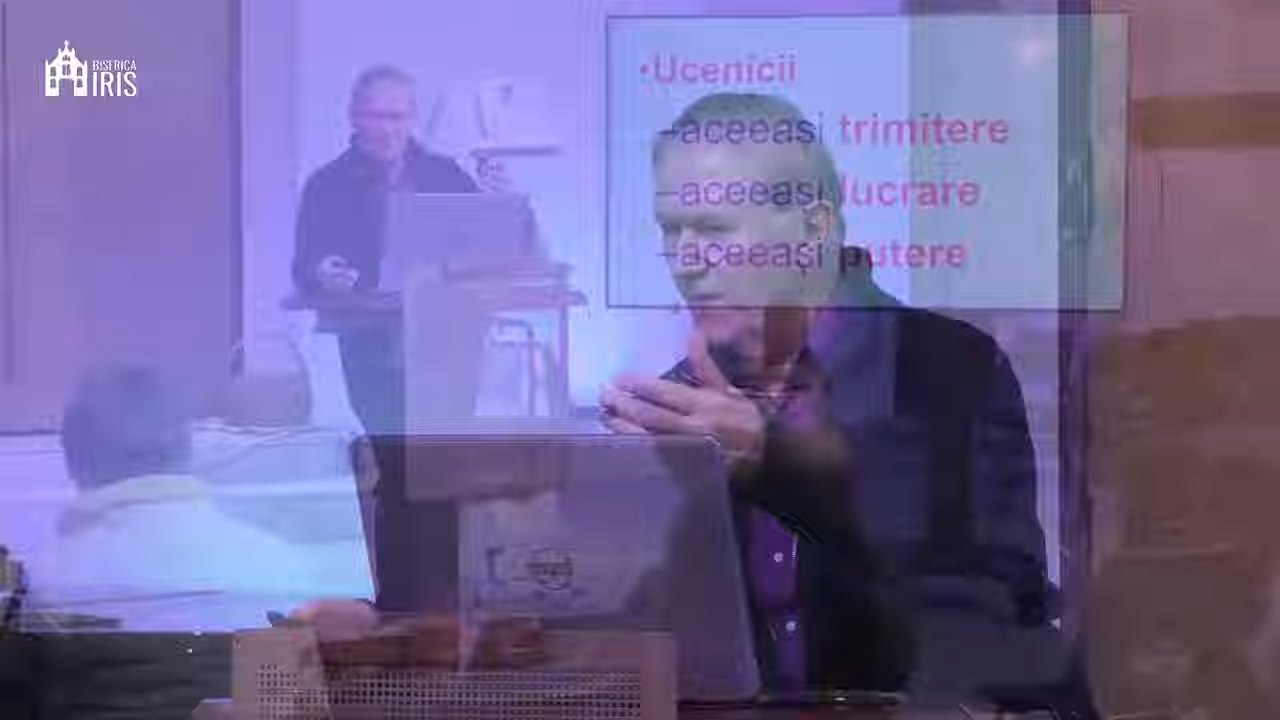 BISERICA
IRIS
•Ucenicii
–aceeași trimitere
–aceeași lucrare
–aceeași putere